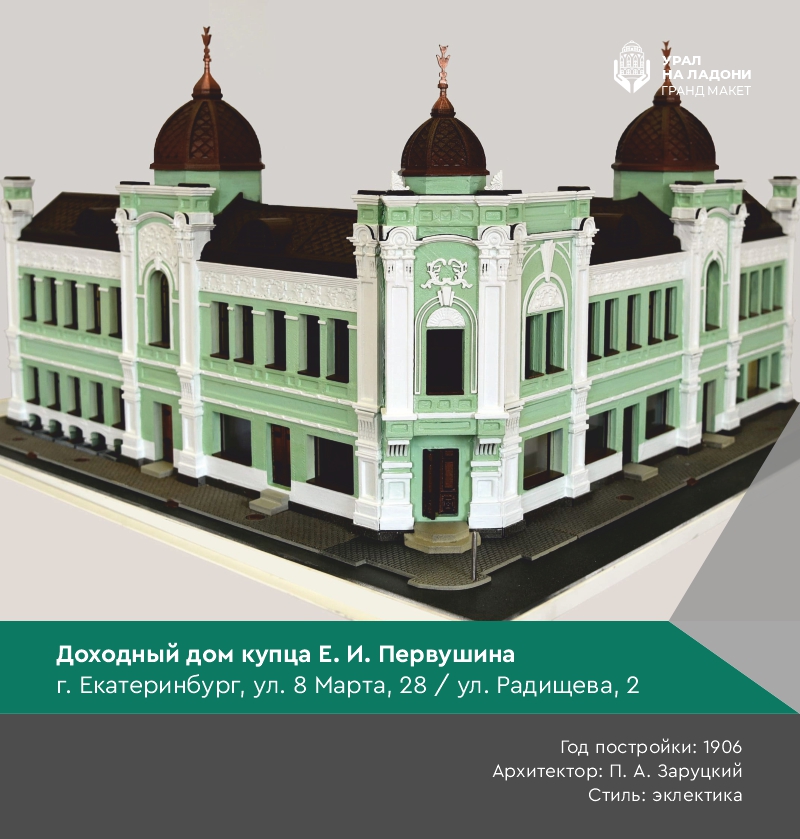 УРАЛ
НА ЛАДОНИ
ГРАНД МАКЕТ
Доходный дом купца Е. И. Первушина
г. Екатеринбург, ул. 8 Марта, 28 / ул. Радищева, 2
Год постройки: 1906
Архитектор: П. А. Заруцкий
Стиль: эклектика